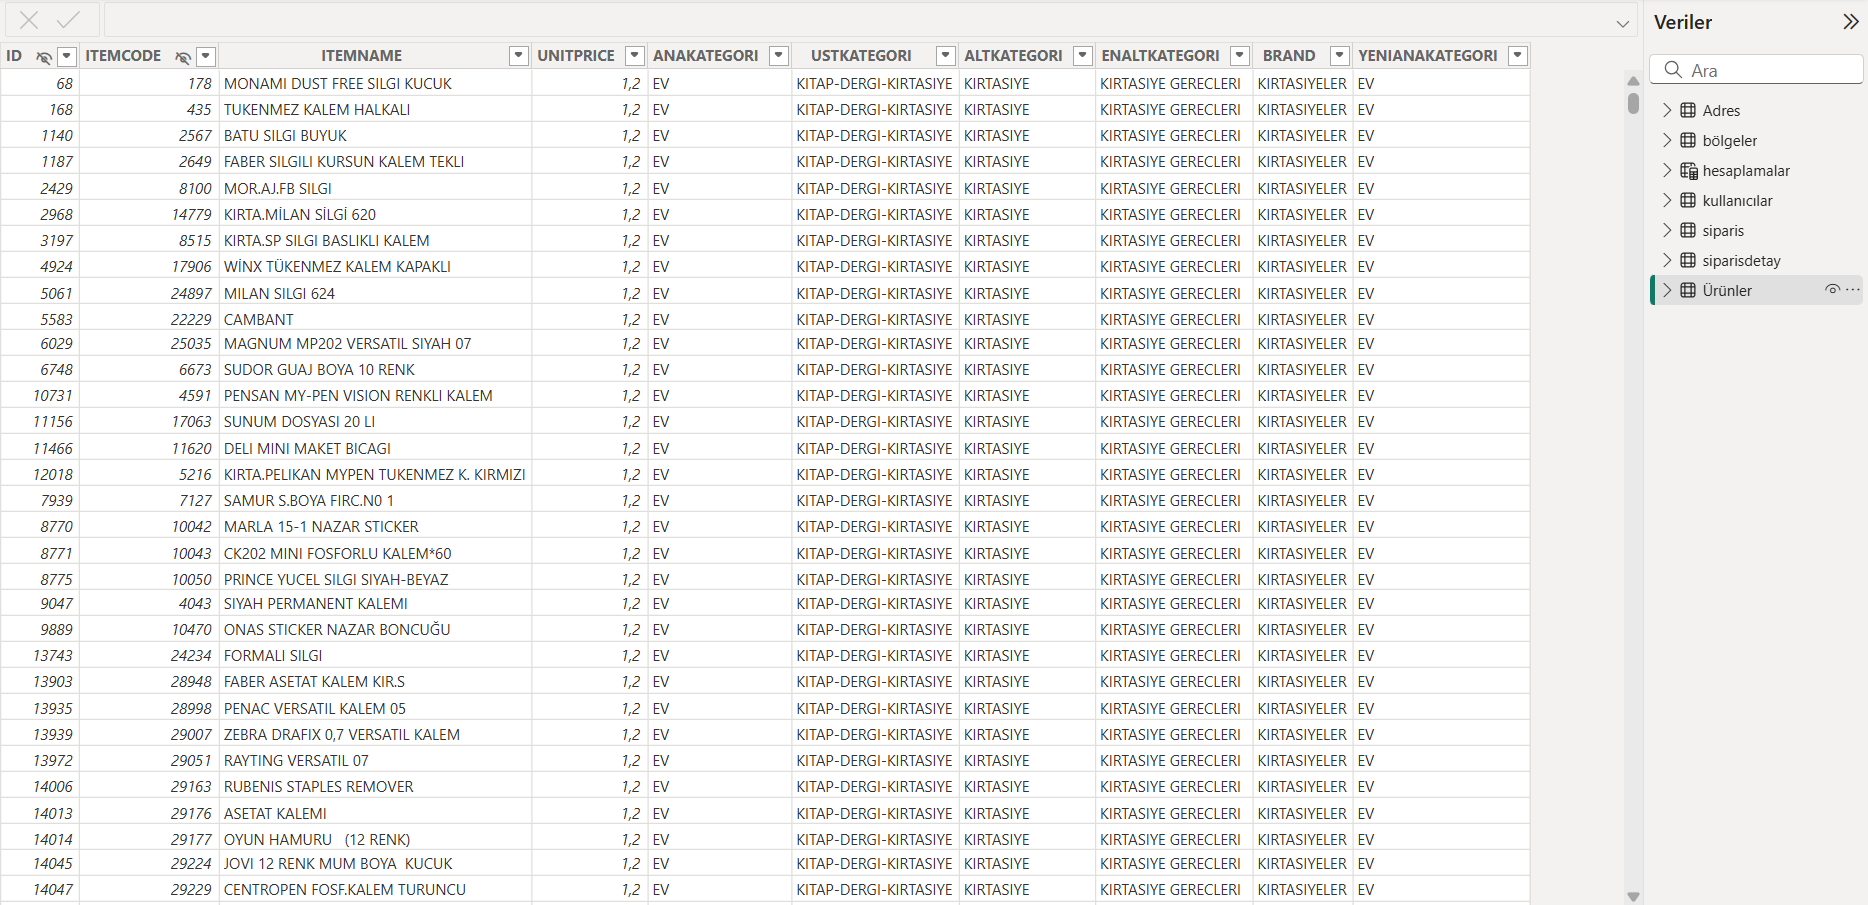 Veriler
Ara
Adres
bölgeler
hesaplamalar
kullanıcılar
siparis
siparisdetay
Ürünler
ID ITEMCODE ITEMNAME UNITPRICE ANAKATEGORI USTKATEGORI ALTKATEGORI ENALTKATEGORI BRAND YENIANAKATEGORI
68 178 MONAMI DUST FREE SILGI KUCUK 1,2 EV KITAP-DERGI-KIRTASIYE KIRTASIYE KIRTASIYE GERECLERI KIRTASIYELER EV
168 435 TUKENMEZ KALEM HALKALI 1,2 EV KITAP-DERGI-KIRTASIYE KIRTASIYE KIRTASIYE GERECLERI KIRTASIYELER EV
1140 2567 BATU SILGI BUYUK 1,2 EV KITAP-DERGI-KIRTASIYE KIRTASIYE KIRTASIYE GERECLERI KIRTASIYELER EV
1187 2649 FABER SILGILI KURSUN KALEM TEKLI 1,2 EV KITAP-DERGI-KIRTASIYE KIRTASIYE KIRTASIYE GERECLERI KIRTASIYELER EV
2429 8100 MOR.AJ.FB SILGI 1,2 EV KITAP-DERGI-KIRTASIYE KIRTASIYE KIRTASIYE GERECLERI KIRTASIYELER EV
2968 14779 KIRTA.MİLAN SİLGİ 620 1,2 EV KITAP-DERGI-KIRTASIYE KIRTASIYE KIRTASIYE GERECLERI KIRTASIYELER EV
3197 8515 KIRTA.SP SILGI BASLIKLI KALEM 1,2 EV KITAP-DERGI-KIRTASIYE KIRTASIYE KIRTASIYE GERECLERI KIRTASIYELER EV
4924 17906 WİNX TÜKENMEZ KALEM KAPAKLI 1,2 EV KITAP-DERGI-KIRTASIYE KIRTASIYE KIRTASIYE GERECLERI KIRTASIYELER EV
5061 24897 MILAN SILGI 624 1,2 EV KITAP-DERGI-KIRTASIYE KIRTASIYE KIRTASIYE GERECLERI KIRTASIYELER EV
5583 22229 CAMBANT 1,2 EV KITAP-DERGI-KIRTASIYE KIRTASIYE KIRTASIYE GERECLERI KIRTASIYELER EV
6029 25035 MAGNUM MP202 VERSATIL SIYAH 07 1,2 EV KITAP-DERGI-KIRTASIYE KIRTASIYE KIRTASIYE GERECLERI KIRTASIYELER EV
6748 6673 SUDOR GUAJ BOYA 10 RENK 1,2 EV KITAP-DERGI-KIRTASIYE KIRTASIYE KIRTASIYE GERECLERI KIRTASIYELER EV
10731 4591 PENSAN MY-PEN VISION RENKLI KALEM 1,2 EV KITAP-DERGI-KIRTASIYE KIRTASIYE KIRTASIYE GERECLERI KIRTASIYELER EV
11156 17063 SUNUM DOSYASI 20 LI 1,2 EV KITAP-DERGI-KIRTASIYE KIRTASIYE KIRTASIYE GERECLERI KIRTASIYELER EV
11466 11620 DELI MINI MAKET BICAGI 1,2 EV KITAP-DERGI-KIRTASIYE KIRTASIYE KIRTASIYE GERECLERI KIRTASIYELER EV
12018 5216 KIRTA.PELIKAN MYPEN TUKENMEZ K. KIRMIZI 1,2 EV KITAP-DERGI-KIRTASIYE KIRTASIYE KIRTASIYE GERECLERI KIRTASIYELER EV
7939 7127 SAMUR S.BOYA FIRC.N0 1 1,2 EV KITAP-DERGI-KIRTASIYE KIRTASIYE KIRTASIYE GERECLERI KIRTASIYELER EV
8770 10042 MARLA 15-1 NAZAR STICKER 1,2 EV KITAP-DERGI-KIRTASIYE KIRTASIYE KIRTASIYE GERECLERI KIRTASIYELER EV
8771 10043 CK202 MINI FOSFORLU KALEM*60 1,2 EV KITAP-DERGI-KIRTASIYE KIRTASIYE KIRTASIYE GERECLERI KIRTASIYELER EV
8775 10050 PRINCE YUCEL SILGI SIYAH-BEYAZ 1,2 EV KITAP-DERGI-KIRTASIYE KIRTASIYE KIRTASIYE GERECLERI KIRTASIYELER EV
9047 4043 SIYAH PERMANENT KALEMI 1,2 EV KITAP-DERGI-KIRTASIYE KIRTASIYE KIRTASIYE GERECLERI KIRTASIYELER EV
9889 10470 ONAS STICKER NAZAR BONCUĞU 1,2 EV KITAP-DERGI-KIRTASIYE KIRTASIYE KIRTASIYE GERECLERI KIRTASIYELER EV
13743 24234 FORMALI SILGI 1,2 EV KITAP-DERGI-KIRTASIYE KIRTASIYE KIRTASIYE GERECLERI KIRTASIYELER EV
13903 28948 FABER ASETAT KALEM KIR.S 1,2 EV KITAP-DERGI-KIRTASIYE KIRTASIYE KIRTASIYE GERECLERI KIRTASIYELER EV
13935 28998 PENAC VERSATIL KALEM 05 1,2 EV KITAP-DERGI-KIRTASIYE KIRTASIYE KIRTASIYE GERECLERI KIRTASIYELER EV
13939 29007 ZEBRA DRAFIX 0,7 VERSATIL KALEM 1,2 EV KITAP-DERGI-KIRTASIYE KIRTASIYE KIRTASIYE GERECLERI KIRTASIYELER EV
13972 29051 RAYTING VERSATIL 07 1,2 EV KITAP-DERGI-KIRTASIYE KIRTASIYE KIRTASIYE GERECLERI KIRTASIYELER EV
14006 29163 RUBENIS STAPLES REMOVER 1,2 EV KITAP-DERGI-KIRTASIYE KIRTASIYE KIRTASIYE GERECLERI KIRTASIYELER EV
14013 29176 ASETAT KALEMI 1,2 EV KITAP-DERGI-KIRTASIYE KIRTASIYE KIRTASIYE GERECLERI KIRTASIYELER EV
14014 29177 OYUN HAMURU (12 RENK) 1,2 EV KITAP-DERGI-KIRTASIYE KIRTASIYE KIRTASIYE GERECLERI KIRTASIYELER EV
14045 29224 JOVI 12 RENK MUM BOYA KUCUK 1,2 EV KITAP-DERGI-KIRTASIYE KIRTASIYE KIRTASIYE GERECLERI KIRTASIYELER EV
14047 29229 CENTROPEN FOSF.KALEM TURUNCU 1,2 EV KITAP-DERGI-KIRTASIYE KIRTASIYE KIRTASIYE GERECLERI KIRTASIYELER EV